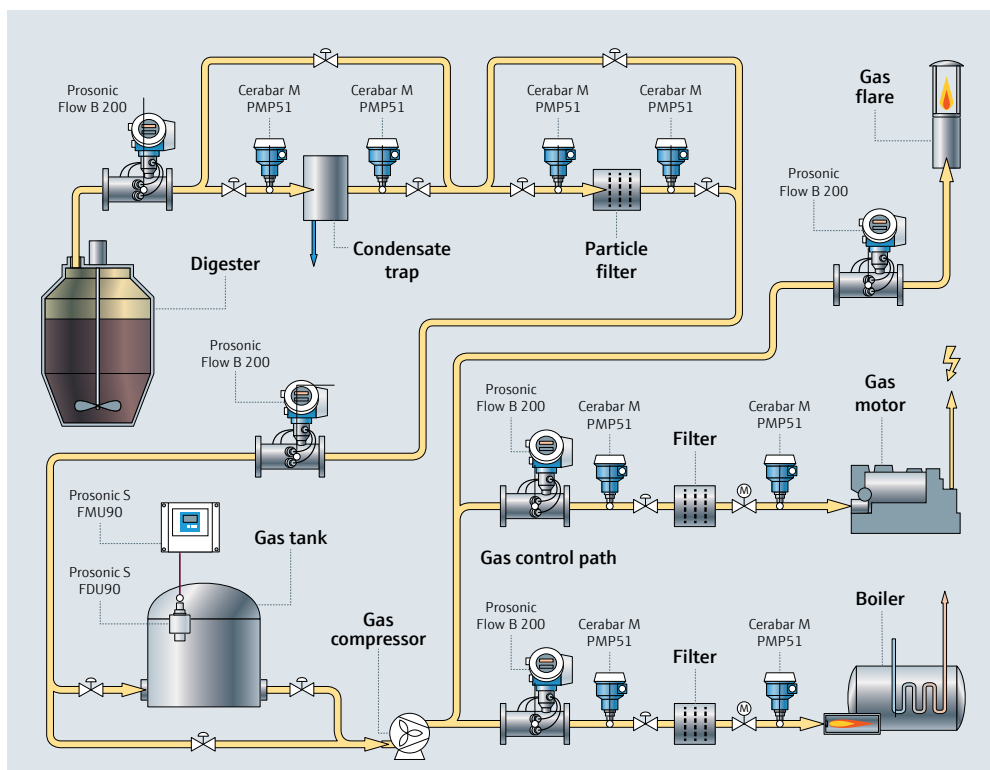 Prosonic
Flow B 200
Cerabar M
PMP51
Cerabar M
PMP51
Cerabar M
PMP51
Cerabar M
PMP51
Gas
flare
Prosonic
Flow B 200
Digester
Condensate
trap
Particle
filter
Prosonic
Flow B 200
Prosonic
Flow B 200
Cerabar M
PMP51
Filter
Cerabar M
PMP51
Gas
motor
M
Prosonic S
FMU90
Gas tank
Prosonic S
FDU90
Gas control path
Gas
compressor
Prosonic
Flow B 200
Cerabar M
PMP51
Filter
Cerabar M
PMP51
Boiler
M